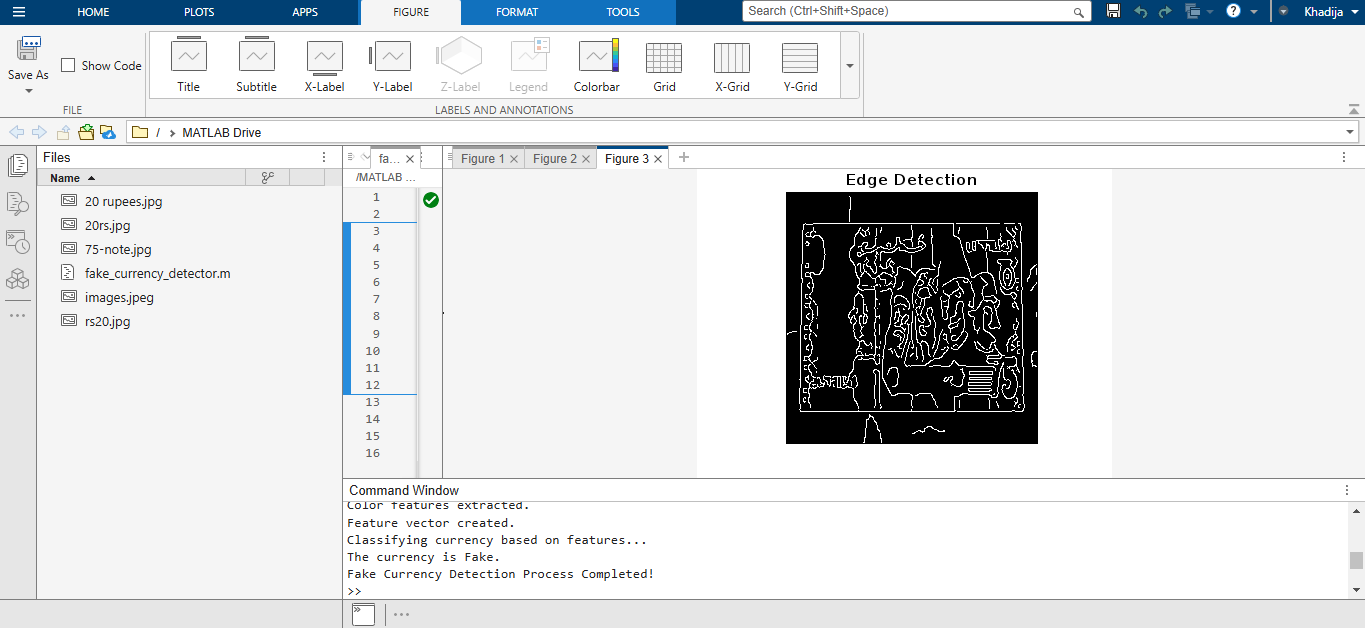 HOME PLOTS APPS FIGURE FORMAT TOOLS Search (Ctrl+Shift+Space) ? Khadija
Save As
Show Code
Title Subtitle X-Label Y-Label Z-Label Legend Colorbar Grid X-Grid Y-Grid
FILE LABELS AND ANNOTATIONS
/ MATLAB Drive
Files
Name
20 rupees.jpg
20rs.jpg
75-note.jpg
fake_currency_detector.m
images.jpeg
rs20.jpg
fa...
/MATLAB ...
1
2
3
4
5
6
7
8
9
10
11
12
13
14
15
16
Figure 1 Figure 2 Figure 3
Edge Detection
Command Window
Color features extracted.
Feature vector created.
Classifying currency based on features...
The currency is Fake.
Fake Currency Detection Process Completed!
>>